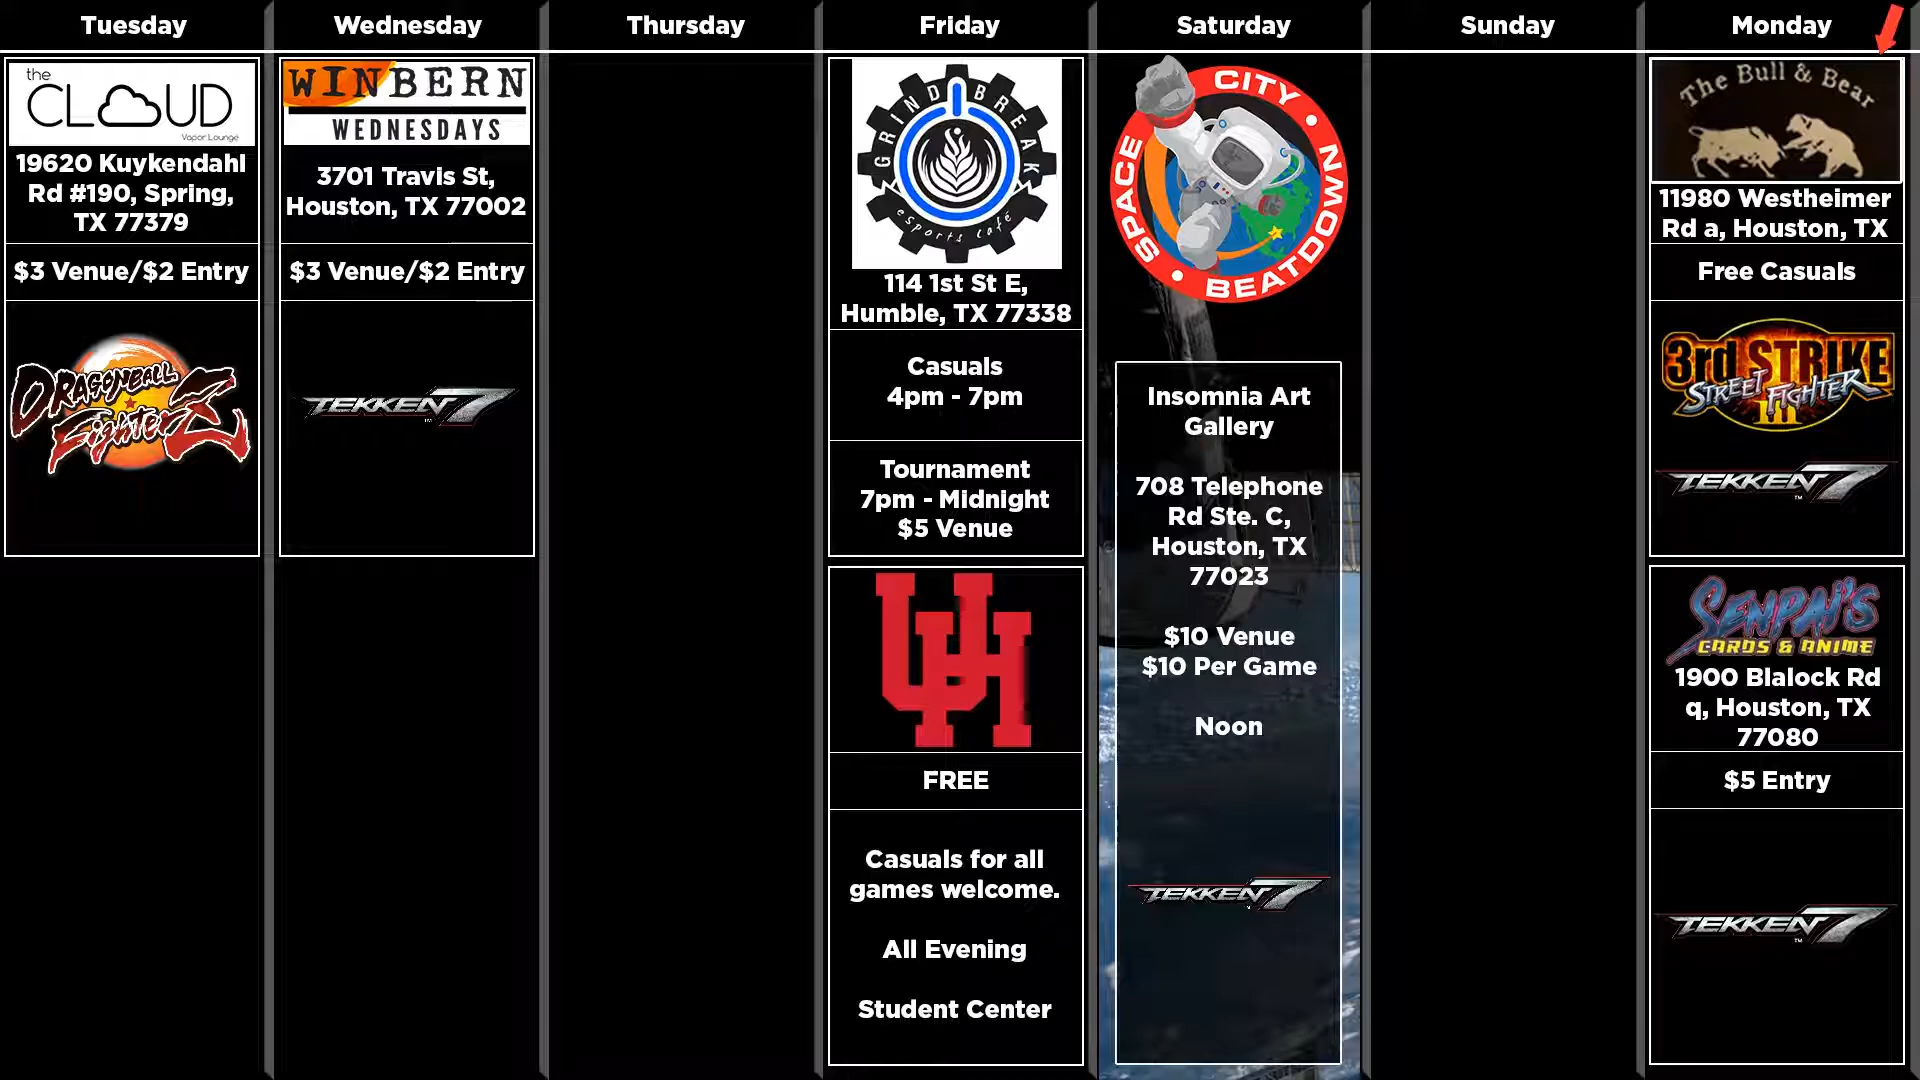 Tuesday
Wednesday
Thursday
Friday
Saturday
Sunday
Monday
the
CLOUD
Vapor Lounge
19620 Kuykendahl
Rd #190, Spring,
TX 77379
$3 Venue/$2 Entry
DRAGONBALL
FighterZ
WINBERN
WEDNESDAYS
3701 Travis St,
Houston, TX 77002
$3 Venue/$2 Entry
TEKKEN 7
TM
GRIND BREAK
esports café
114 1st St E,
Humble, TX 77338
Casuals
4pm - 7pm
Tournament
7pm - Midnight
$5 Venue
UH
FREE
Casuals for all
games welcome.
All Evening
Student Center
SPACE • CITY • BEATDOWN
Insomnia Art
Gallery
708 Telephone
Rd Ste. C,
Houston, TX
77023
$10 Venue
$10 Per Game
Noon
TEKKEN 7
The Bull & Bear
11980 Westheimer
Rd a, Houston, TX
Free Casuals
3rd STRIKE
STREET FIGHTER
III
TEKKEN 7
TM
SENPAI'S
CARDS & ANIME
1900 Blalock Rd
q, Houston, TX
77080
$5 Entry
TEKKEN 7
TM